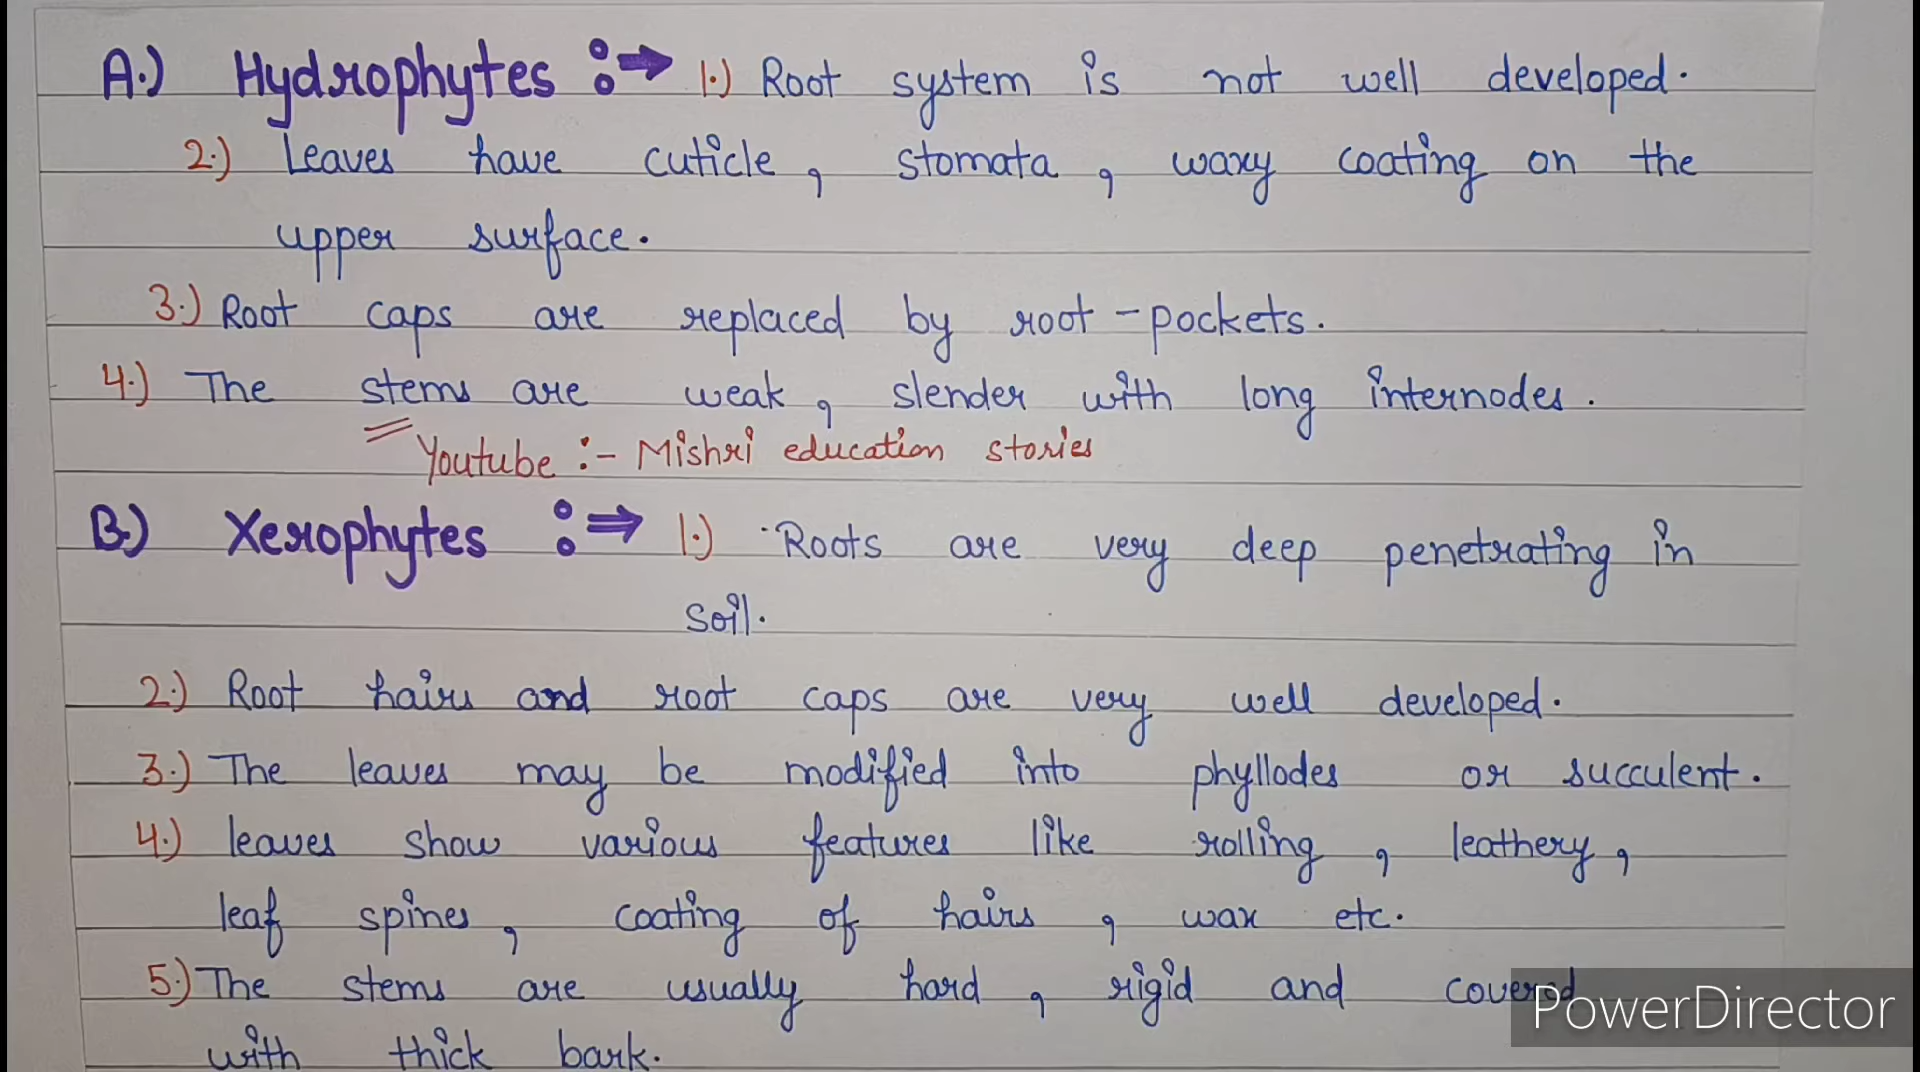 A.) Hydrophytes :→ 1.) Root system is not well developed.
2.) Leaves have cuticle, stomata, waxy coating on the
upper surface.
3.) Root caps are replaced by root-pockets.
4.) The stems are weak, slender with long internodes.
Youtube :- Mishri education stories
B.) Xerophytes :⇒ 1.) Roots are very deep penetrating in
soil.
2.) Root hairs and root caps are very well developed.
3.) The leaves may be modified into phyllodes or succulent.
4.) leaves show various features like rolling, leathery,
leaf spines, coating of hairs, wax etc.
5.) The stems are usually hard, rigid and covered
with thick bark.
PowerDirector